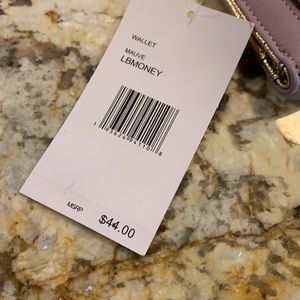 WALLET
MAUVE
LBMONEY
MSRP
$44.00